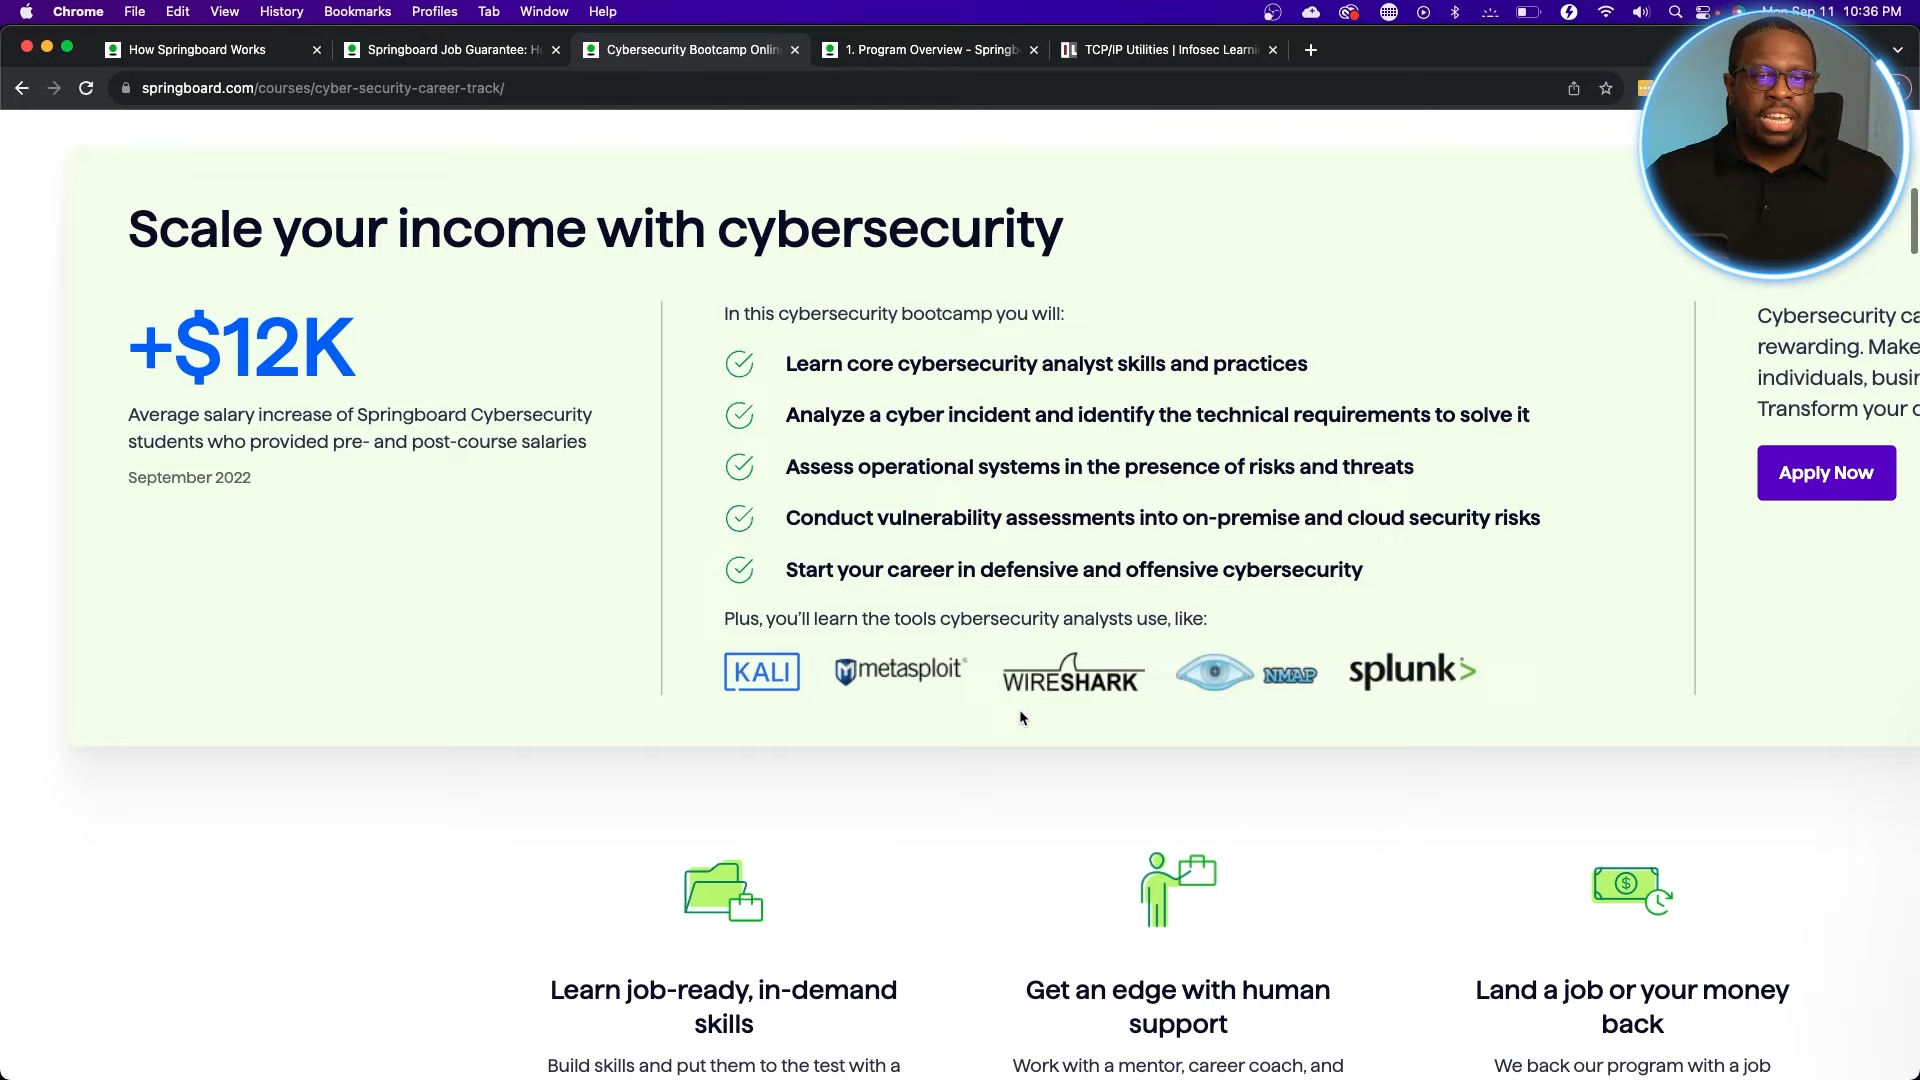 Chrome File Edit View History Bookmarks Profiles Tab Window Help
Mon Sep 11 10:36 PM
How Springboard Works
Springboard Job Guarantee: H
Cybersecurity Bootcamp Onlin
1. Program Overview - Springb
TCP/IP Utilities | Infosec Learni
springboard.com/courses/cyber-security-career-track/
Scale your income with cybersecurity
+$12K
Average salary increase of Springboard Cybersecurity
students who provided pre- and post-course salaries
September 2022
In this cybersecurity bootcamp you will:
Learn core cybersecurity analyst skills and practices
Analyze a cyber incident and identify the technical requirements to solve it
Assess operational systems in the presence of risks and threats
Conduct vulnerability assessments into on-premise and cloud security risks
Start your career in defensive and offensive cybersecurity
Plus, you'll learn the tools cybersecurity analysts use, like:
KALI metasploit® WIRESHARK NMAP splunk>
Cybersecurity ca
rewarding. Make
individuals, busin
Transform your c
Apply Now
Learn job-ready, in-demand
skills
Build skills and put them to the test with a
Get an edge with human
support
Work with a mentor, career coach, and
Land a job or your money
back
We back our program with a job